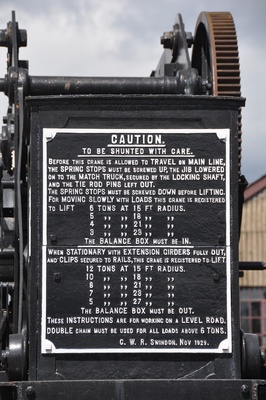 CAUTION.
TO BE SHUNTED WITH CARE.
BEFORE THIS CRANE IS ALLOWED TO TRAVEL ON MAIN LINE,
THE SPRING STOPS MUST BE SCREWED UP, THE JIB LOWERED
ON TO THE MATCH TRUCK, SECURED BY THE LOCKING SHAFT,
AND THE TIE ROD PINS LEFT OUT.
THE SPRING STOPS MUST BE SCREWED DOWN BEFORE LIFTING.
FOR MOVING SLOWLY WITH LOADS THIS CRANE IS REGISTERED
TO LIFT 6 TONS AT 15 FT RADIUS.
5 ,, ,, 18 ,, ,,
4 ,, ,, 21 ,, ,,
3 ,, ,, 23 ,, ,,
THE BALANCE BOX MUST BE IN.
WHEN STATIONARY WITH EXTENSION GIRDERS FULLY OUT,
AND CLIPS SECURED TO RAILS, THIS CRANE IS REGISTERED TO LIFT
12 TONS AT 15 FT RADIUS.
10 ,, ,, 18 ,, ,,
8 ,, ,, 21 ,, ,,
7 ,, ,, 23 ,, ,,
5 ,, ,, 27 ,, ,,
THE BALANCE BOX MUST BE OUT.
THESE INSTRUCTIONS ARE FOR WORKING ON A LEVEL ROAD.
DOUBLE CHAIN MUST BE USED FOR ALL LOADS ABOVE 6 TONS.
G. W. R. SWINDON, NOV 1929.